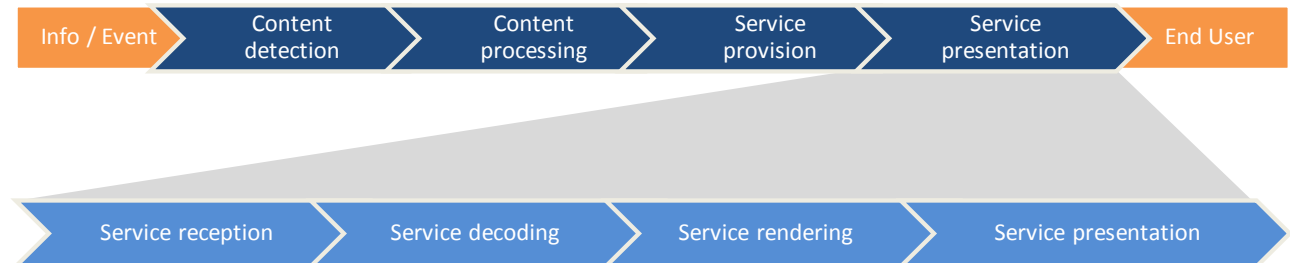 Info / Event
Content
detection
Content
processing
Service
provision
Service
presentation
End User
Service reception
Service decoding
Service rendering
Service presentation